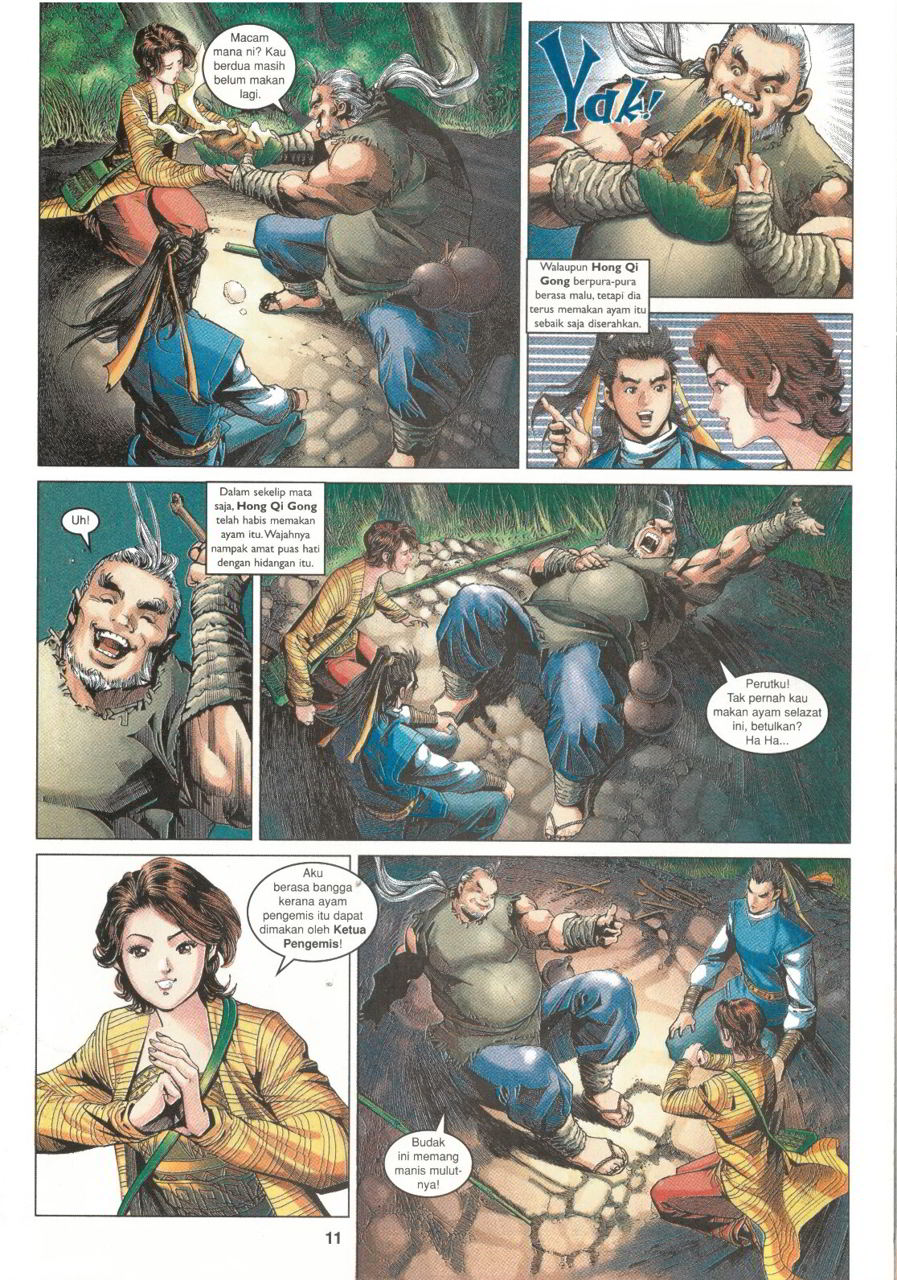 Macam
mana ni? Kau
berdua masih
belum makan
lagi.
Yak!
Walaupun Hong Qi
Gong berpura-pura
berasa malu, tetapi dia
terus memakan ayam itu
sebaik saja diserahkan.
Uh!
Dalam sekelip mata
saja, Hong Qi Gong
telah habis memakan
ayam itu. Wajahnya
nampak amat puas hati
dengan hidangan itu.
Perutku!
Tak pernah kau
makan ayam selazat
ini, betulkan?
Ha Ha...
Aku
berasa bangga
kerana ayam
pengemis itu dapat
dimakan oleh Ketua
Pengemis!
Budak
ini memang
manis mulut-
nya!
11